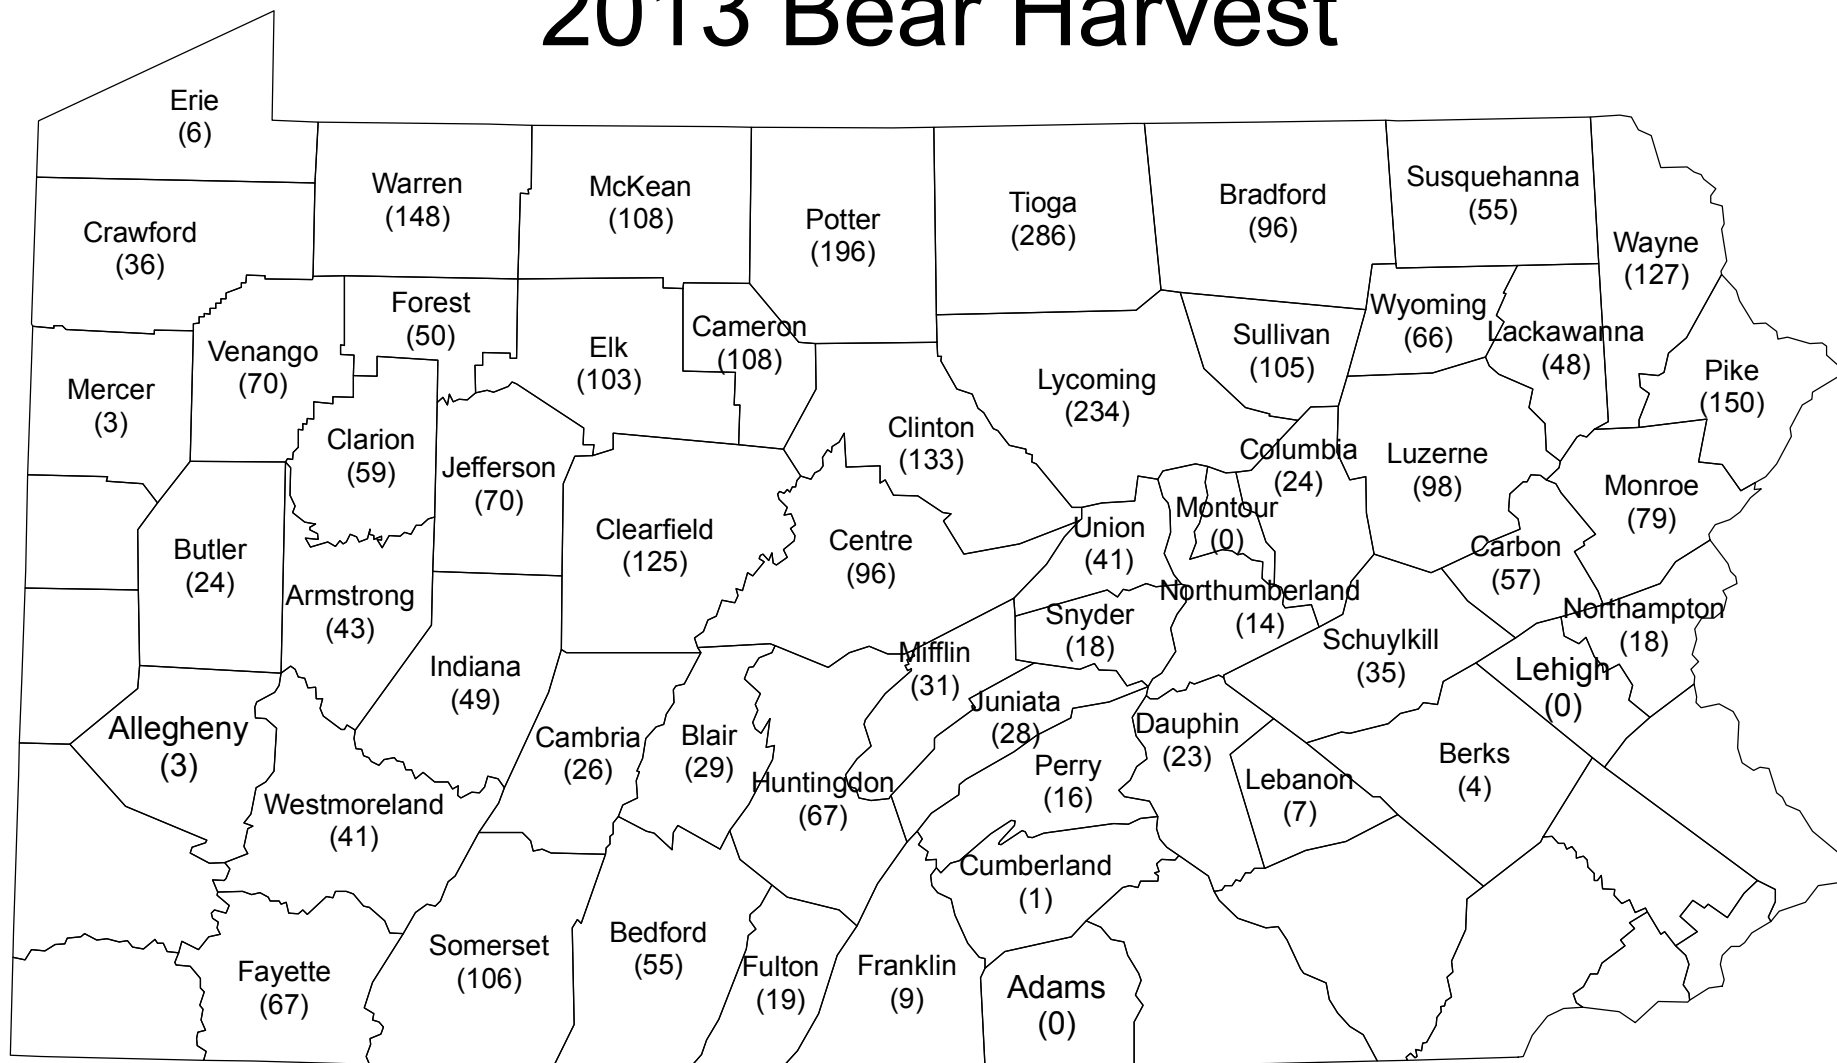 2013 Bear Harvest
Erie
(6)
Warren
(148)
McKean
(108)
Potter
(196)
Tioga
(286)
Bradford
(96)
Susquehanna
(55)
Wayne
(127)
Crawford
(36)
Forest
(50)
Venango
(70)
Elk
(103)
Cameron
(108)
Sullivan
(105)
Wyoming
(66)
Lackawanna
(48)
Pike
(150)
Mercer
(3)
Clarion
(59)
Jefferson
(70)
Clinton
(133)
Lycoming
(234)
Columbia
(24)
Luzerne
(98)
Monroe
(79)
Butler
(24)
Armstrong
(43)
Clearfield
(125)
Centre
(96)
Union
(41)
Montour
(0)
Carbon
(57)
Northumberland
(14)
Northampton
(18)
Snyder
(18)
Schuylkill
(35)
Lehigh
(0)
Indiana
(49)
Mifflin
(31)
Juniata
(28)
Allegheny
(3)
Cambria
(26)
Blair
(29)
Huntingdon
(67)
Perry
(16)
Dauphin
(23)
Lebanon
(7)
Berks
(4)
Westmoreland
(41)
Cumberland
(1)
Fayette
(67)
Somerset
(106)
Bedford
(55)
Fulton
(19)
Franklin
(9)
Adams
(0)